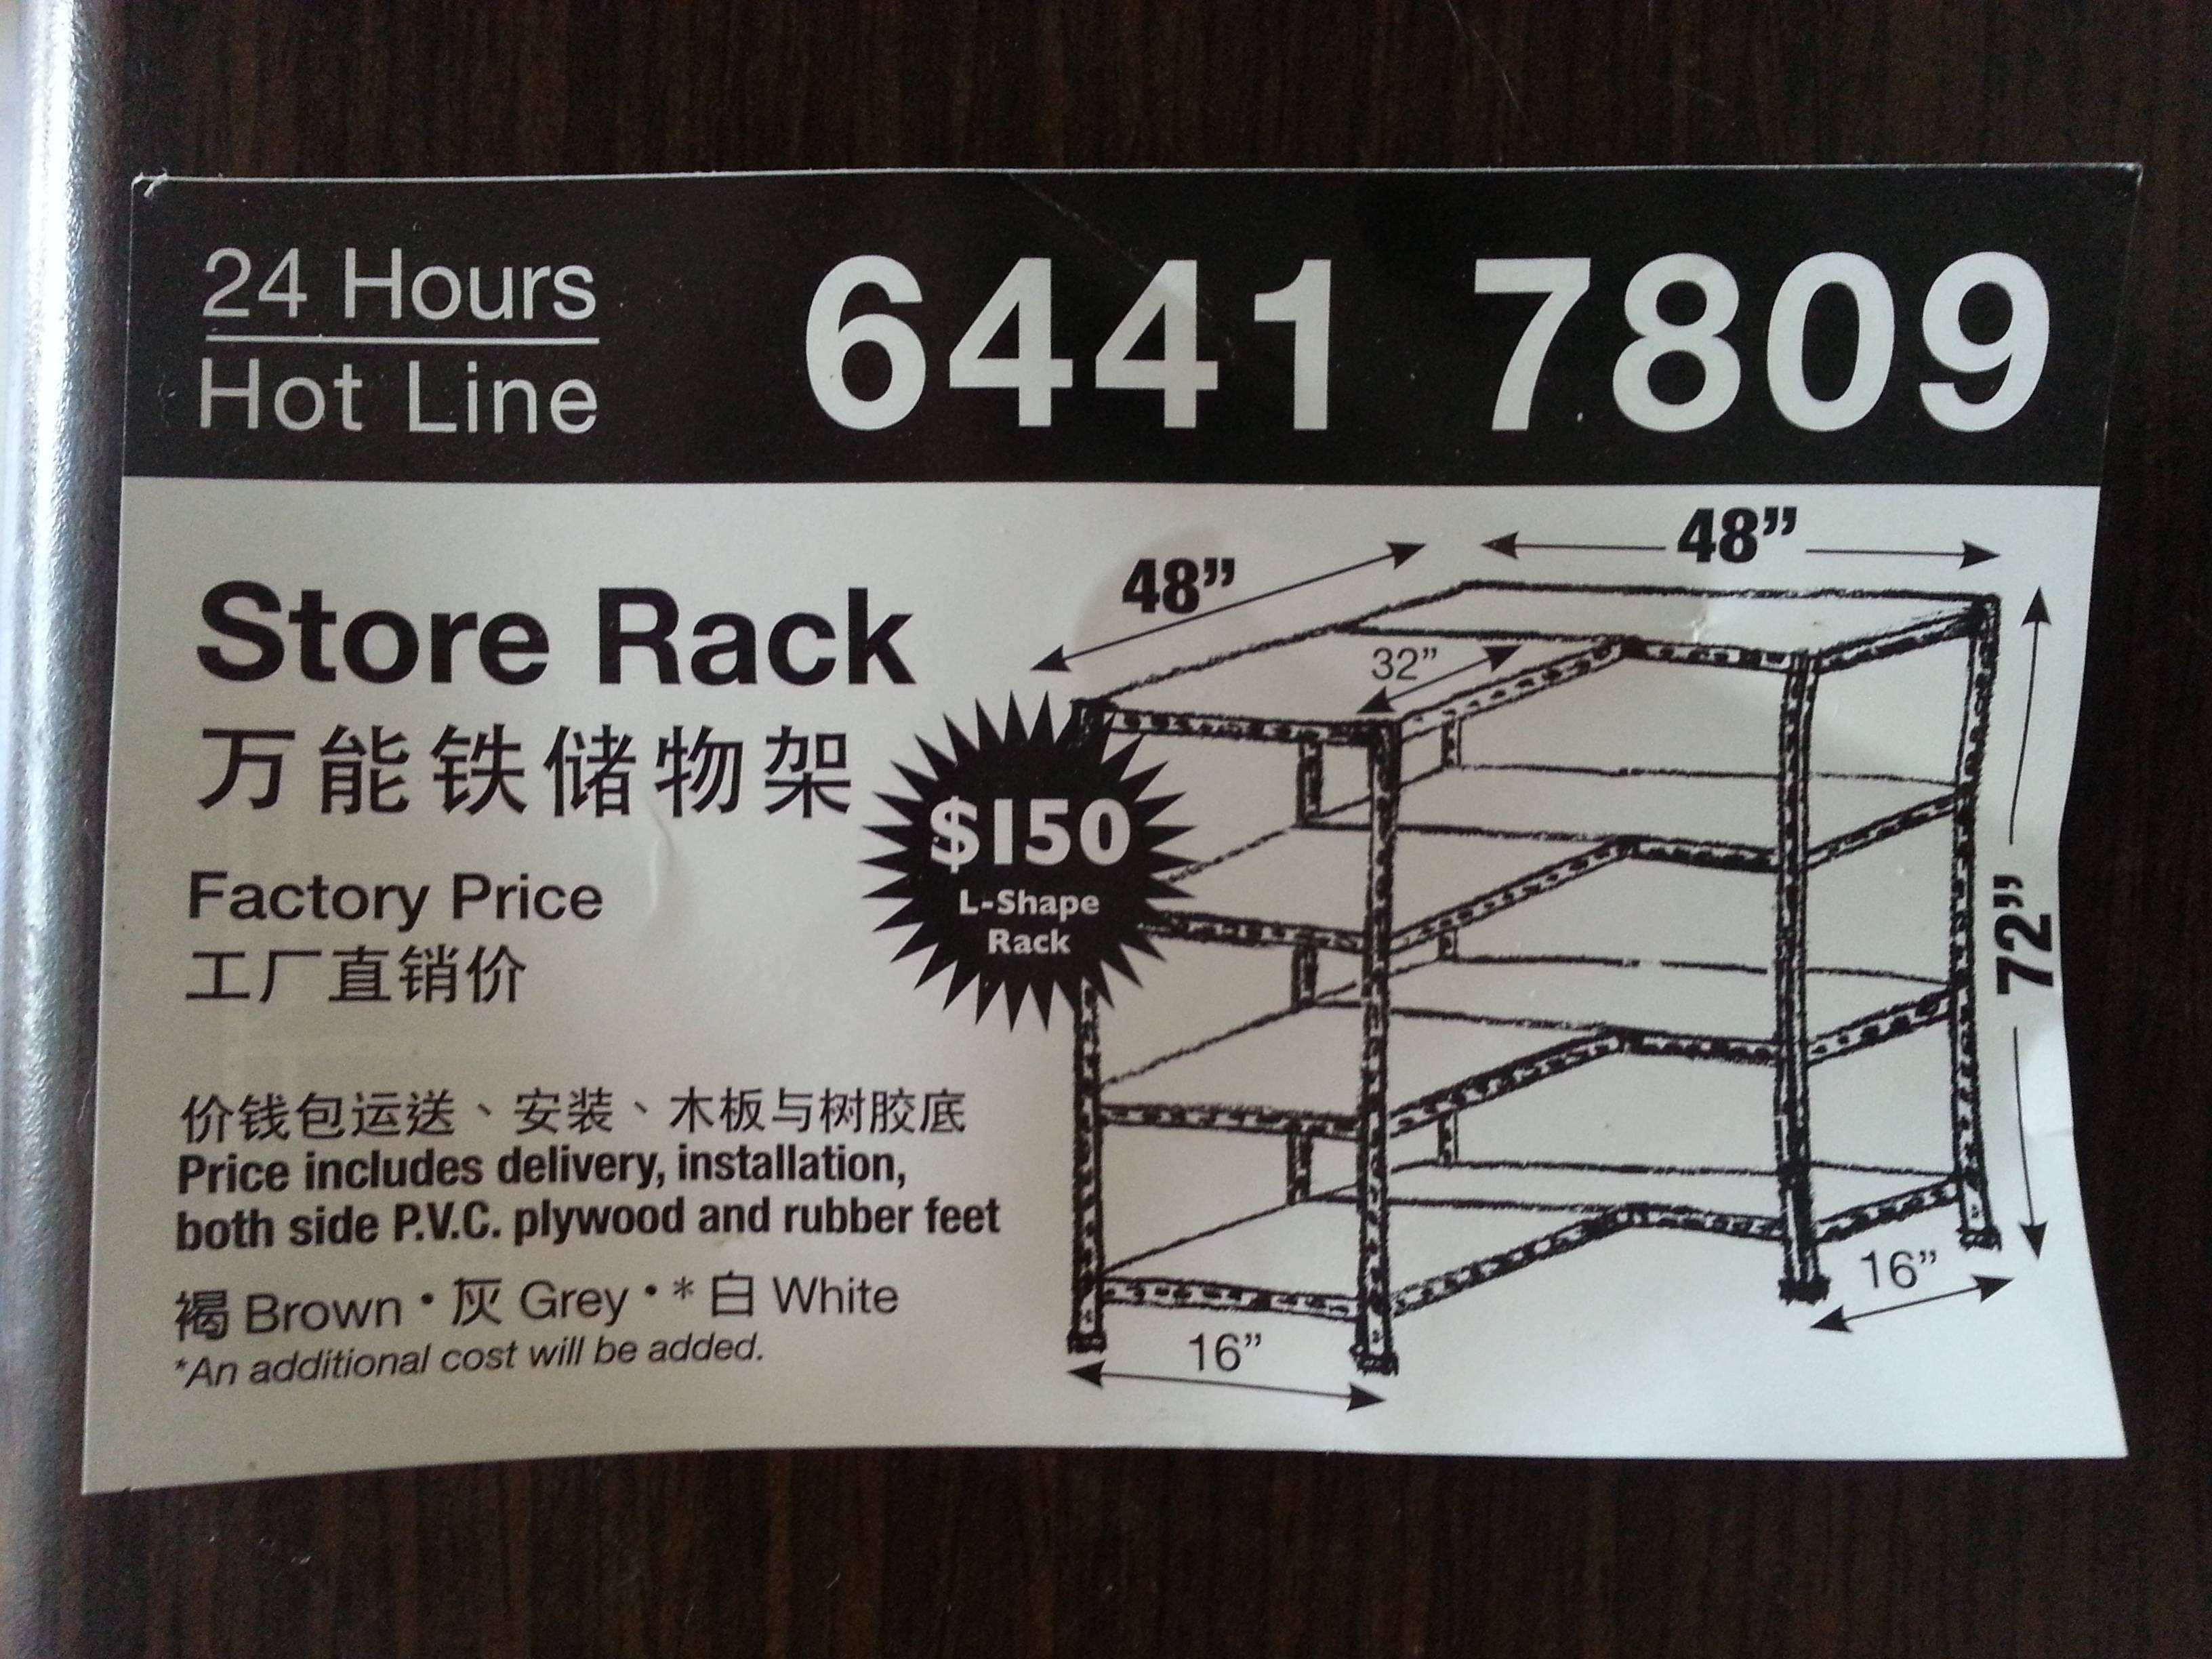 24 Hours
Hot Line
6441 7809
Store Rack
万能铁储物架
Factory Price
工厂直销价
$150
L-Shape
Rack
价钱包运送、安装、木板与树胶底
Price includes delivery, installation,
both side P.V.C. plywood and rubber feet
褐 Brown • 灰 Grey • * 白 White
*An additional cost will be added.
48”
48”
32”
72”
16”
16”